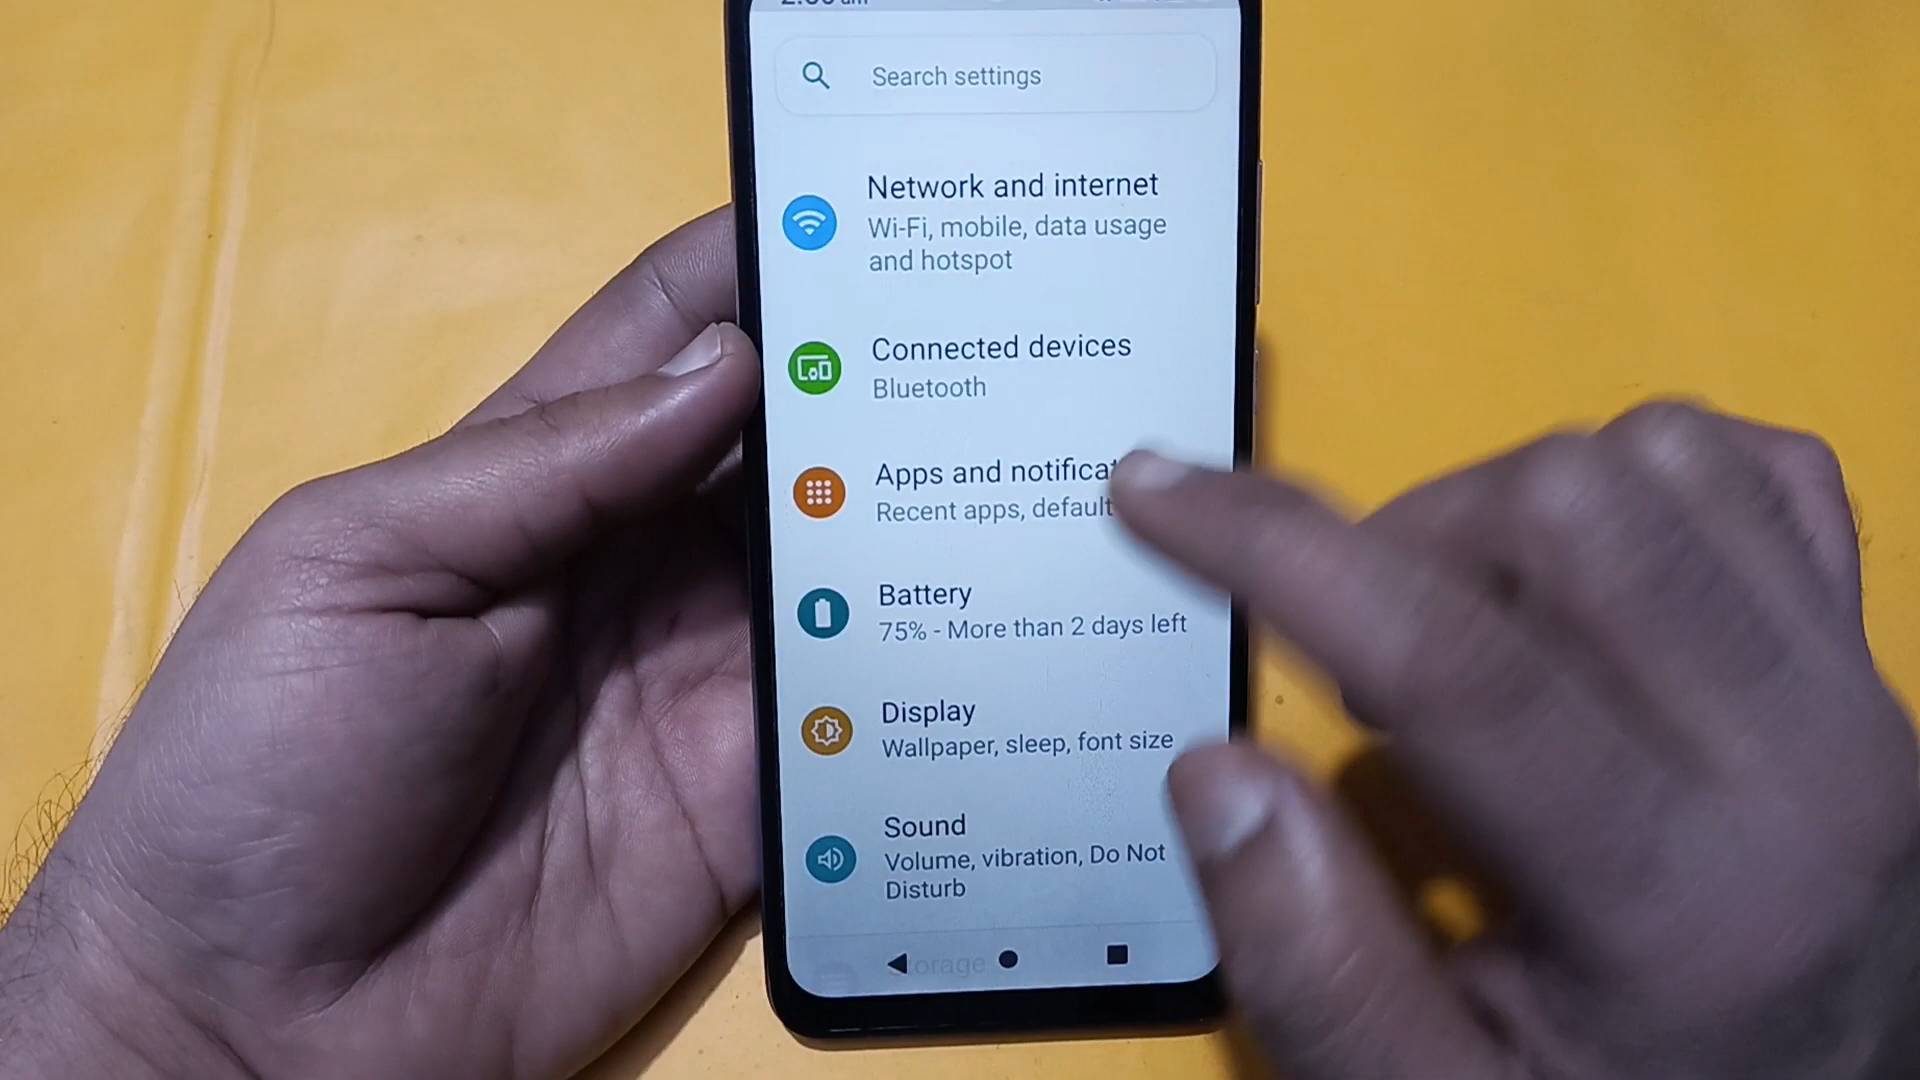 Search settings
Network and internet
Wi-Fi, mobile, data usage
and hotspot
Connected devices
Bluetooth
Apps and notificat
Recent apps, default
Battery
75% - More than 2 days left
Display
Wallpaper, sleep, font size
Sound
Volume, vibration, Do Not
Disturb
Storage